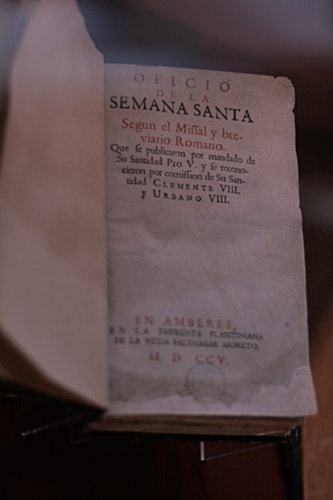 OFICIO
DE LA
SEMANA SANTA
Segun el Missal y bre-
viario Romano.
Que se publicaron por mandado de
Su Santidad PIO V. y se recono-
cieron por comission de Su San-
tidad CLEMENTE VIII.
y URBANO VIII.
EN AMBERES,
EN LA EMPRENTA PLANTINIANA
DE LA VIUDA BALTHASAR MORETO.
M. D. CCV.